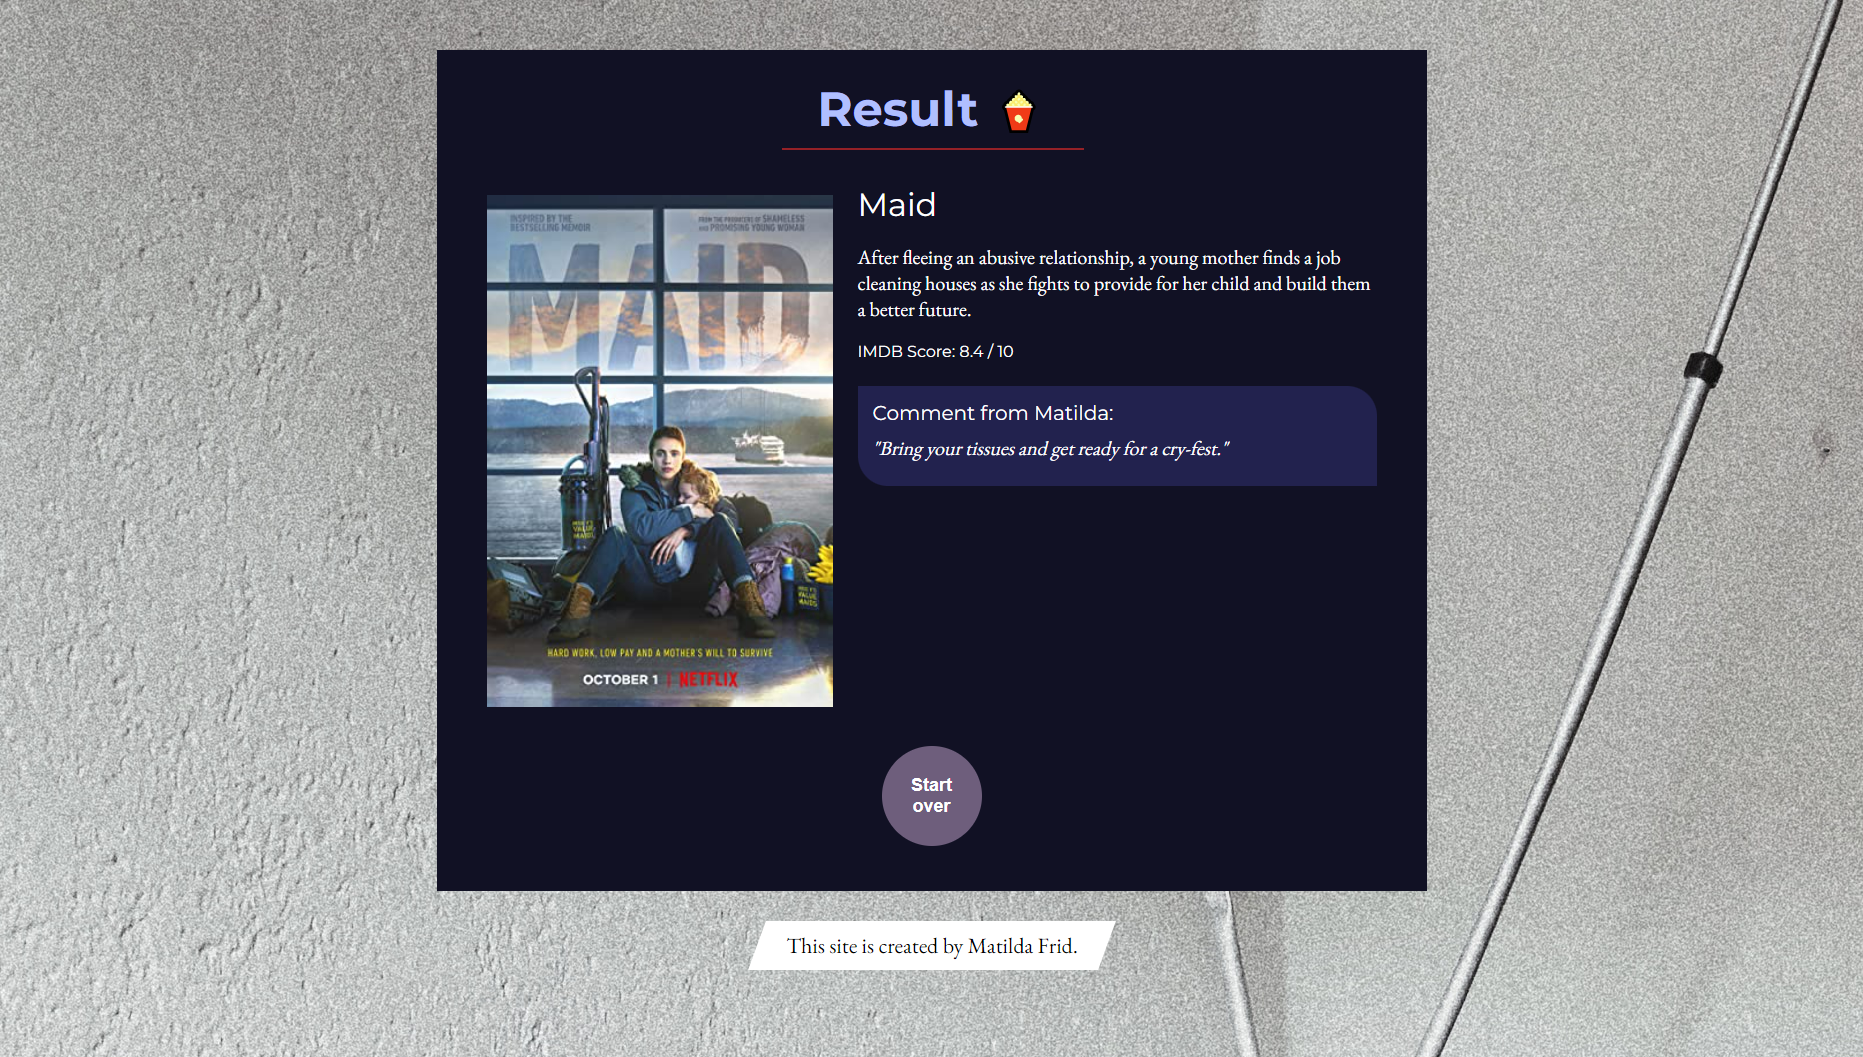 Result
INSPIRED BY THE
BESTSELLING MEMOIR
FROM THE PRODUCERS OF SHAMELESS
AND PROMISING YOUNG WOMAN
MAID
HARD WORK, LOW PAY AND A MOTHER'S WILL TO SURVIVE
OCTOBER 1 | NETFLIX
Maid
After fleeing an abusive relationship, a young mother finds a job
cleaning houses as she fights to provide for her child and build them
a better future.
IMDB Score: 8.4 / 10
Comment from Matilda:
"Bring your tissues and get ready for a cry-fest."
Start
over
This site is created by Matilda Frid.